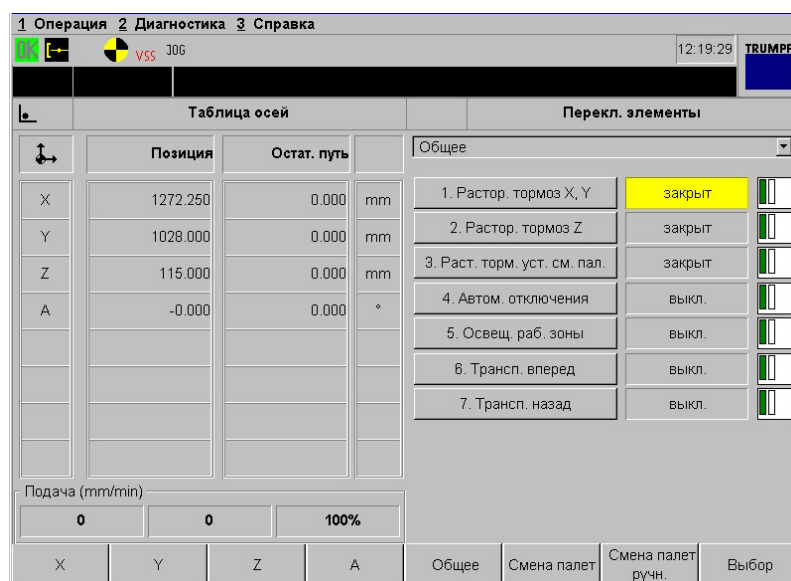 1 Операция 2 Диагностика 3 Справка
OK VSS JOG 12:19:29 TRUMPF
Таблица осей Перекл. элементы
Позиция Остат. путь Общее
X 1272.250 0.000 mm
Y 1028.000 0.000 mm
Z 115.000 0.000 mm
A -0.000 0.000 °
1. Растор. тормоз X, Y закрыт
2. Растор. тормоз Z закрыт
3. Раст. торм. уст. см. пал. закрыт
4. Автом. отключения выкл.
5. Освещ. раб. зоны выкл.
6. Трансп. вперед выкл.
7. Трансп. назад выкл.
Подача (mm/min)
0 0 100%
X Y Z A Общее Смена палет Смена палет ручн. Выбор